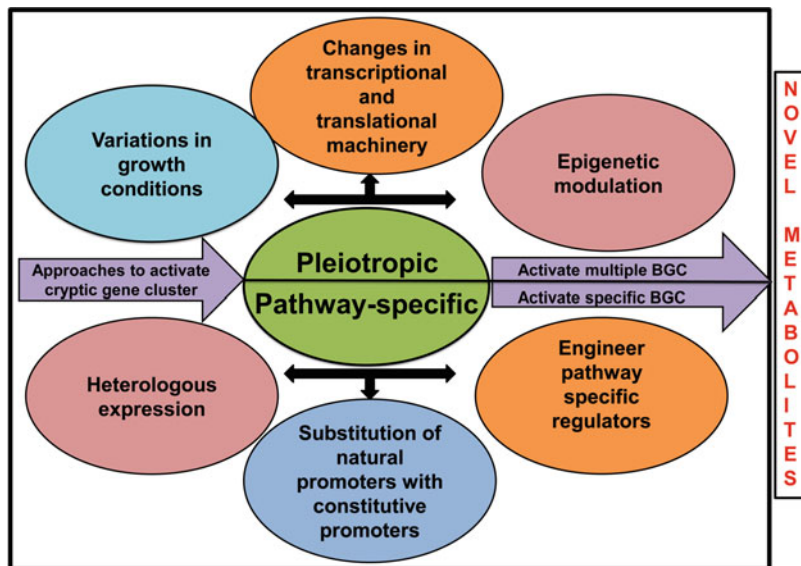 Changes in
transcriptional
and
translational
machinery
Variations in
growth
conditions
Epigenetic
modulation
Approaches to activate
cryptic gene cluster
Pleiotropic
Pathway-specific
Activate multiple BGC
Activate specific BGC
Heterologous
expression
Engineer
pathway
specific
regulators
Substitution of
natural
promoters with
constitutive
promoters
NOVEL METABOLITES